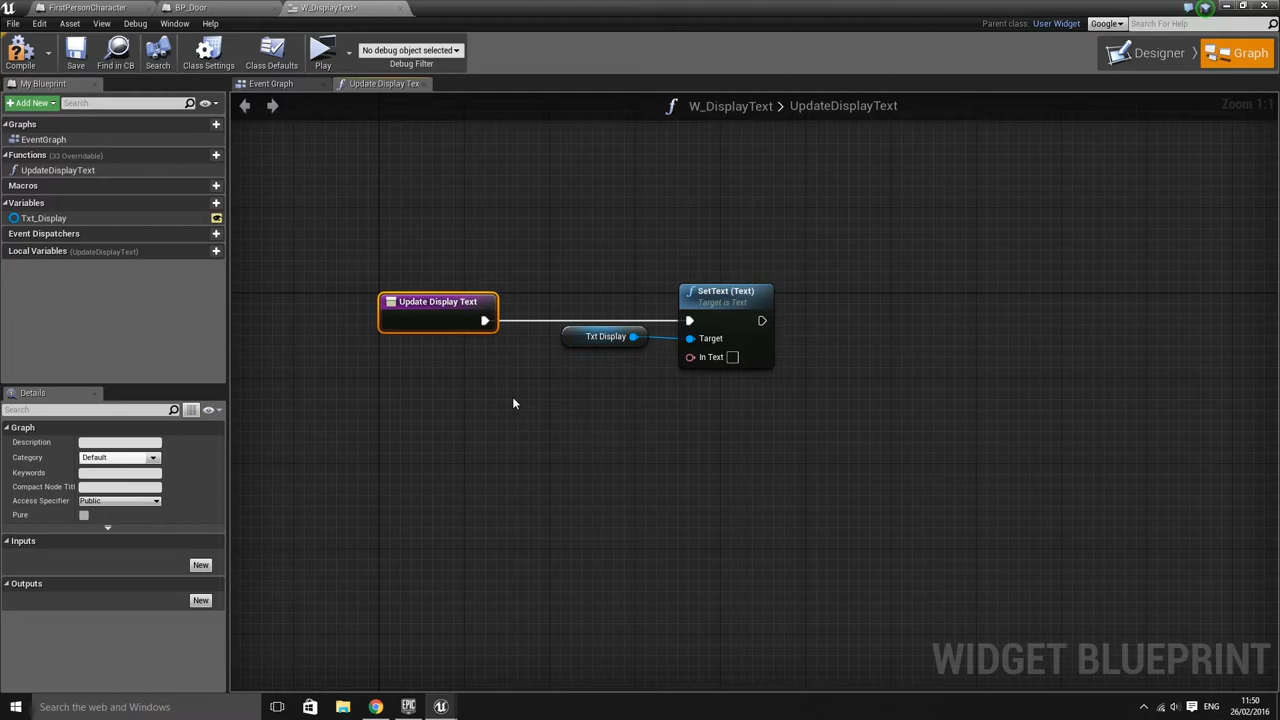 FirstPersonCharacter
BP_Door
W_DisplayText*
File Edit Asset View Debug Window Help
Parent class: User Widget
Google
Search For Help
Compile
Save
Find in CB
Search
Class Settings
Class Defaults
Play
No debug object selected
Debug Filter
Designer
Graph
My Blueprint
Event Graph
Update Display Tex
+Add New
Search
W_DisplayText > UpdateDisplayText
Zoom 1:1
Graphs
EventGraph
Functions (33 Overridable)
UpdateDisplayText
Macros
Variables
Txt_Display
Event Dispatchers
Local Variables (UpdateDisplayText)
Update Display Text
Txt Display
SetText (Text)
Target is Text
Target
In Text
Details
Search
Graph
Description
Category Default
Keywords
Compact Node Titl
Access Specifier Public
Pure
Inputs
New
Outputs
New
WIDGET BLUEPRINT
Search the web and Windows
EPIC
ENG
11:50
26/02/2016